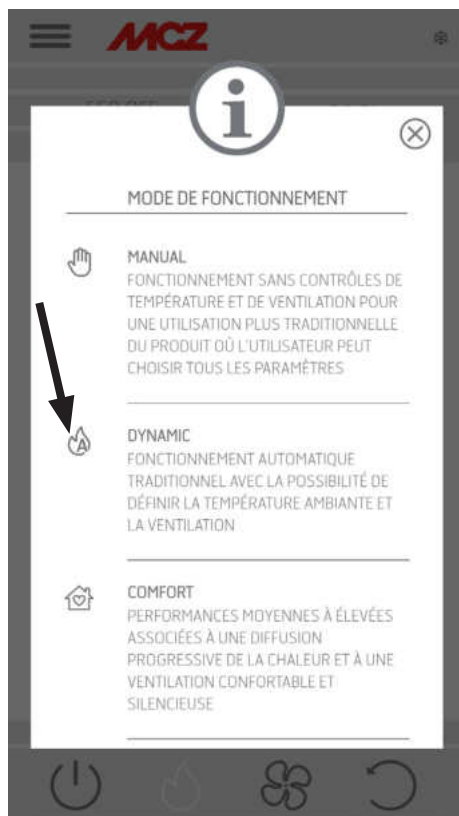 MCZ
MODE DE FONCTIONNEMENT
MANUAL
FONCTIONNEMENT SANS CONTRÔLES DE
TEMPÉRATURE ET DE VENTILATION POUR
UNE UTILISATION PLUS TRADITIONNELLE
DU PRODUIT OÙ L'UTILISATEUR PEUT
CHOISIR TOUS LES PARAMÈTRES
DYNAMIC
FONCTIONNEMENT AUTOMATIQUE
TRADITIONNEL AVEC LA POSSIBILITÉ DE
DÉFINIR LA TEMPÉRATURE AMBIANTE ET
LA VENTILATION
COMFORT
PERFORMANCES MOYENNES À ÉLEVÉES
ASSOCIÉES À UNE DIFFUSION
PROGRESSIVE DE LA CHALEUR ET À UNE
VENTILATION CONFORTABLE ET
SILENCIEUSE